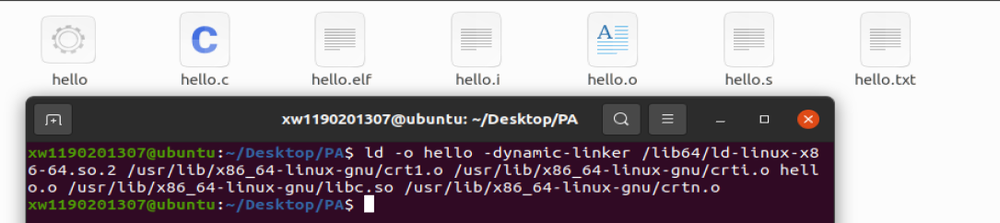 hello
hello.c
hello.elf
hello.i
hello.o
hello.s
hello.txt
xw1190201307@ubuntu: ~/Desktop/PA
xw1190201307@ubuntu:~/Desktop/PA$ ld -o hello -dynamic-linker /lib64/ld-linux-x8
6-64.so.2 /usr/lib/x86_64-linux-gnu/crt1.o /usr/lib/x86_64-linux-gnu/crti.o hell
o.o /usr/lib/x86_64-linux-gnu/libc.so /usr/lib/x86_64-linux-gnu/crtn.o
xw1190201307@ubuntu:~/Desktop/PA$